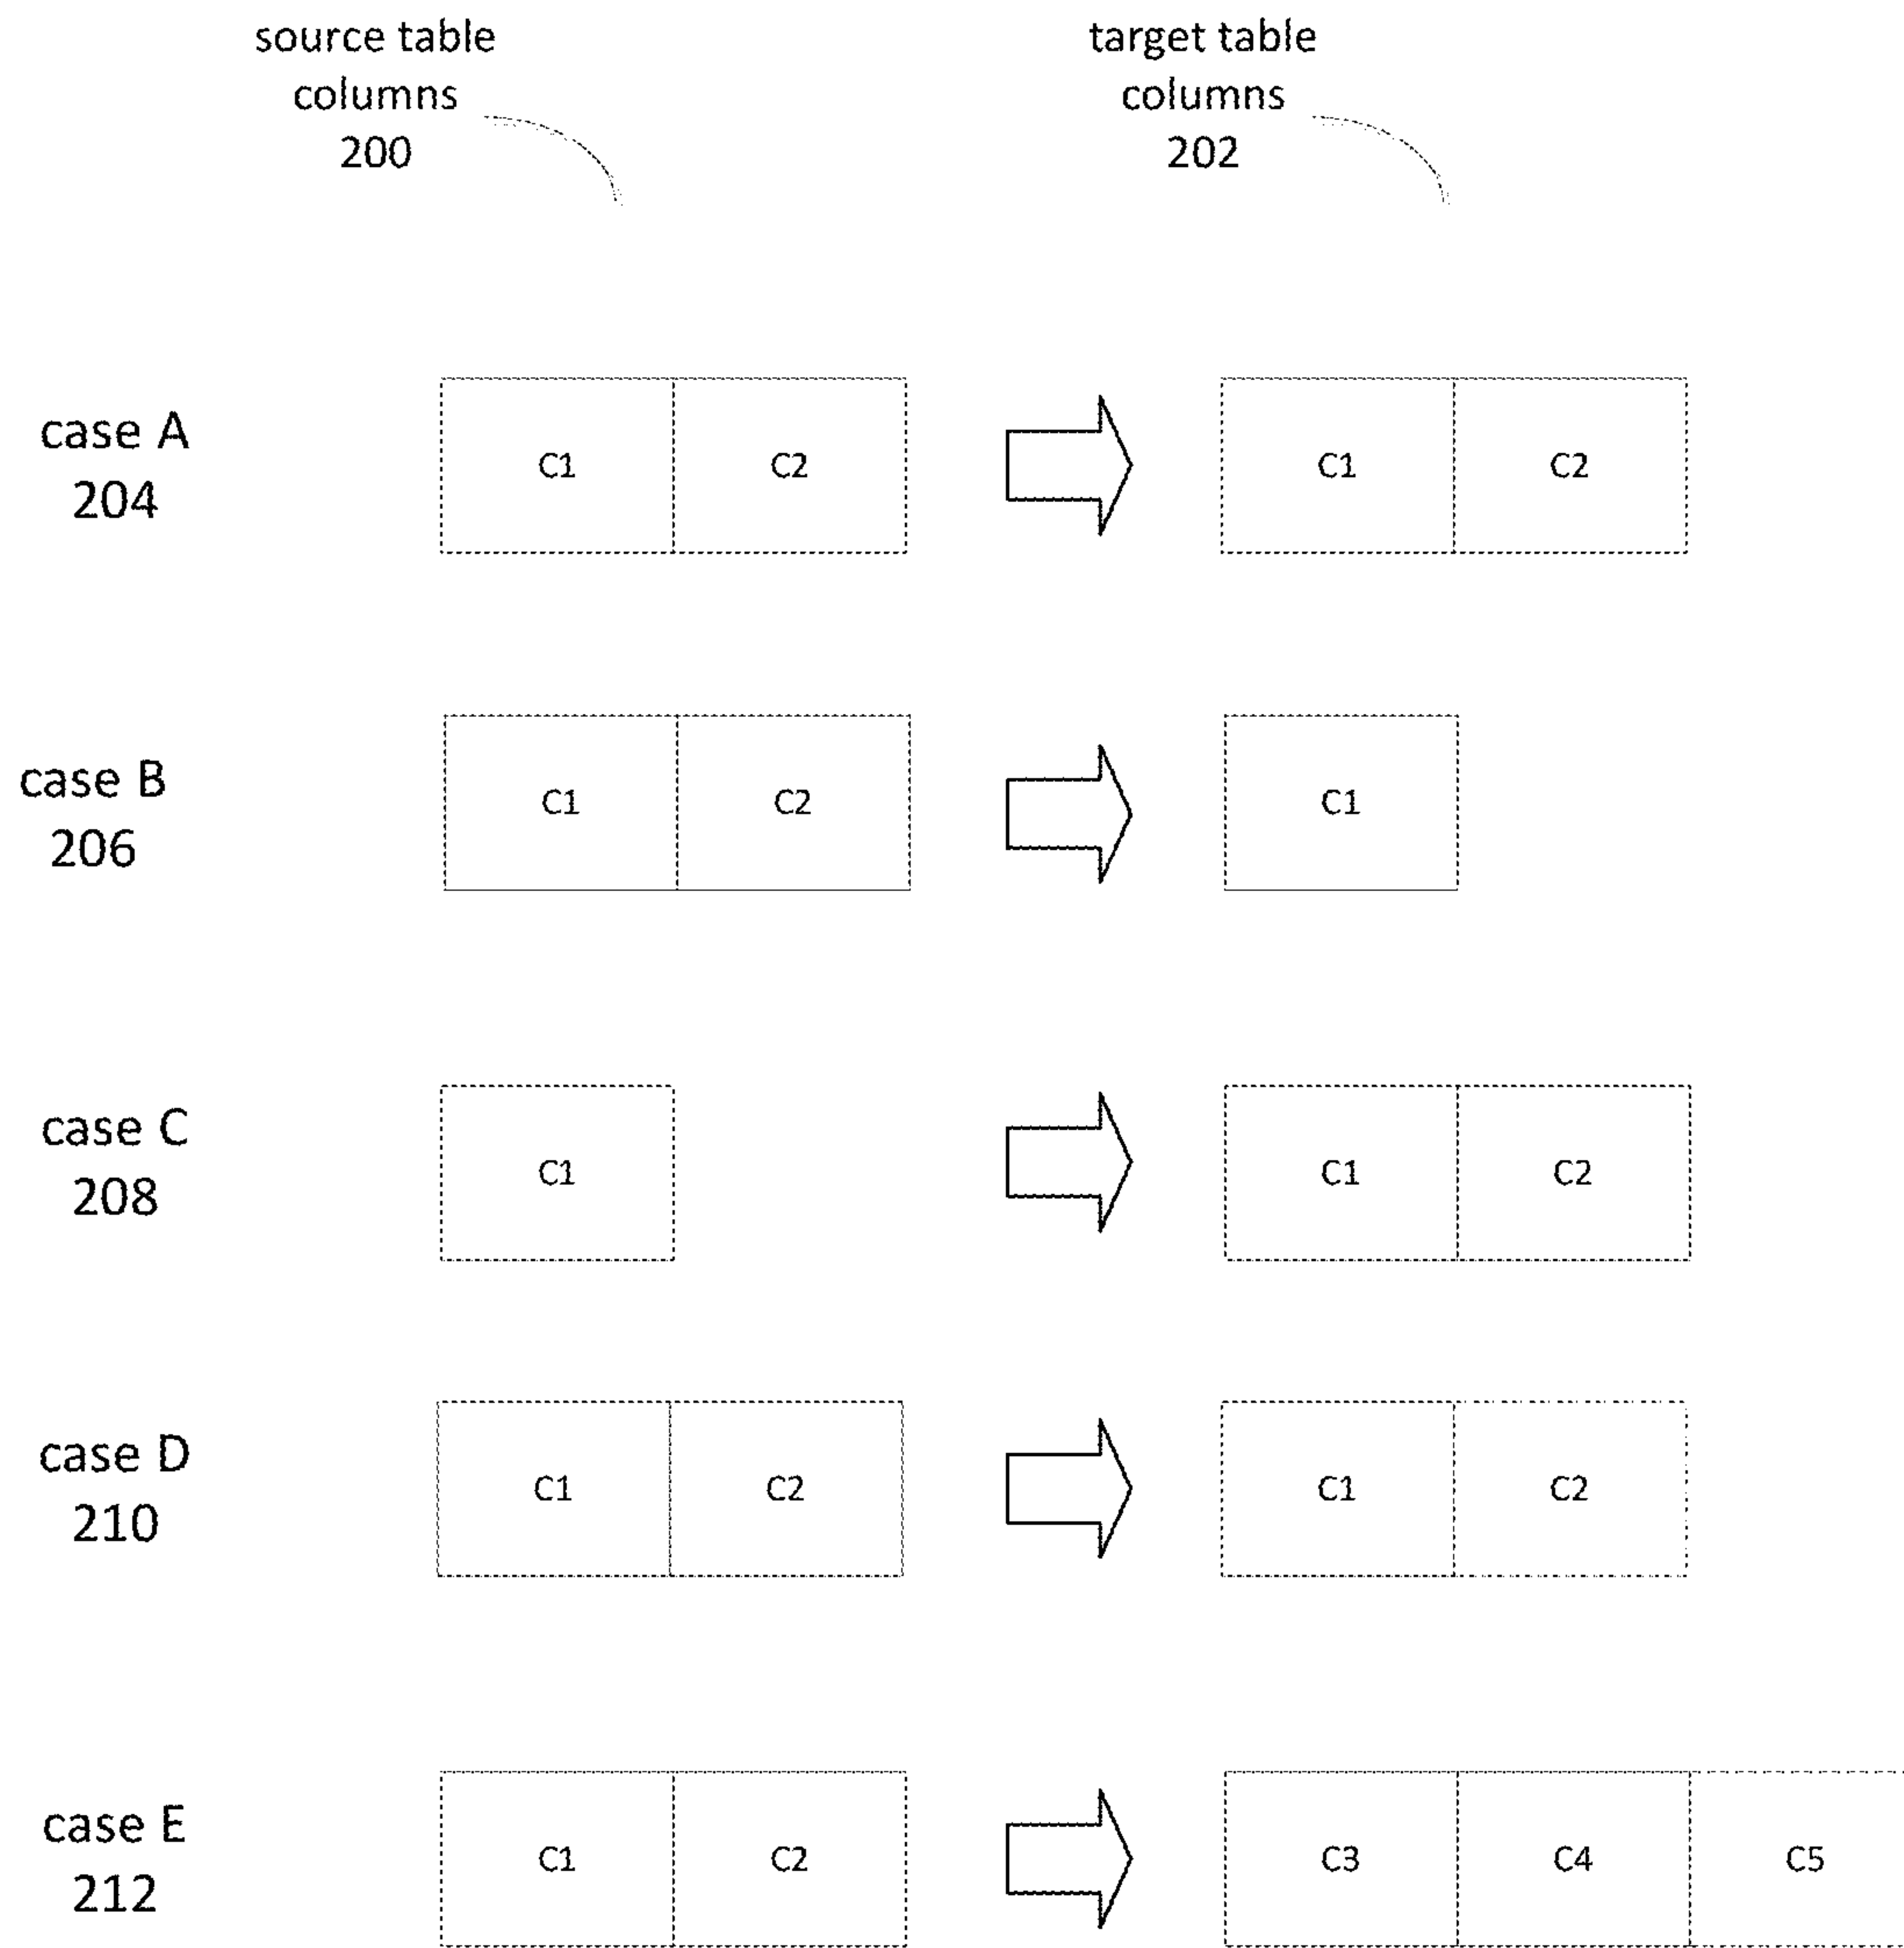 source table
columns
200
target table
columns
202
case A
204
C1
C2
C1
C2
case B
206
C1
C2
C1
case C
208
C1
C1
C2
case D
210
C1
C2
C1
C2
case E
212
C1
C2
C3
C4
C5